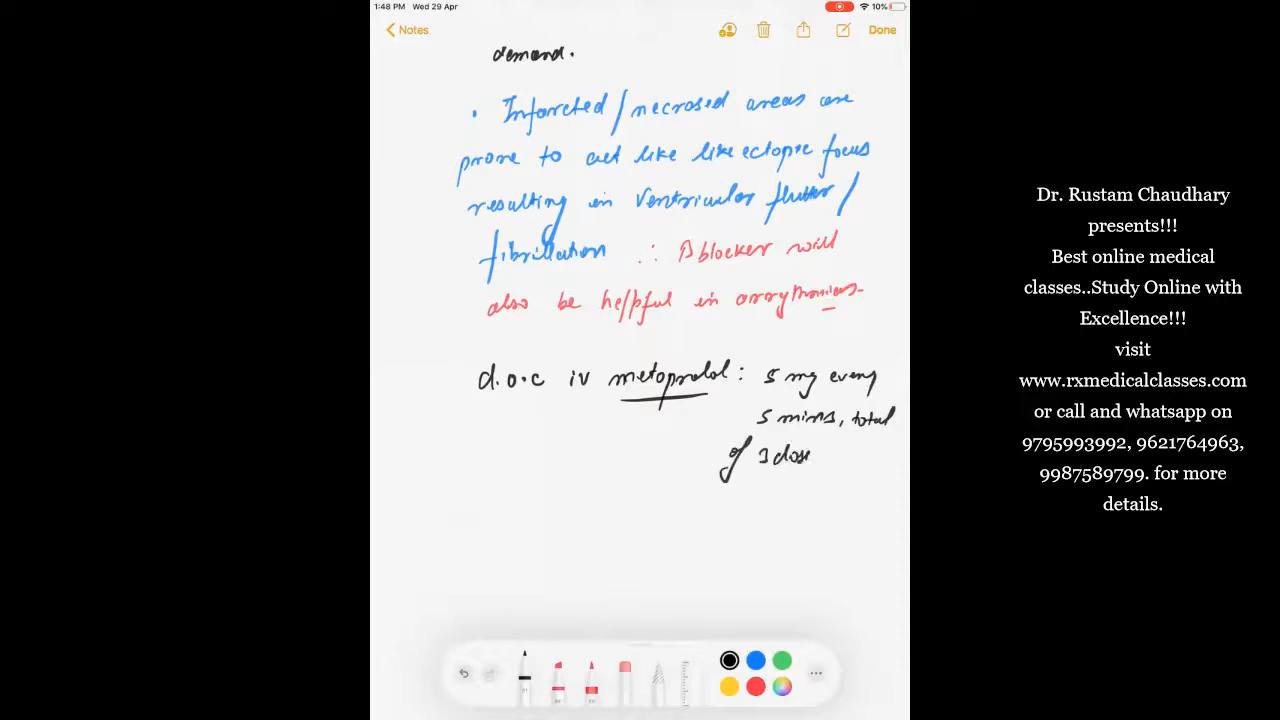 1:48 PM Wed 29 Apr
10%
Notes
Done
demand.
• Infarcted/necrosed areas are
prone to act like like ectopic focus
resulting in ventricular flutter/
fibrillation ∴ β blocker will
also be helpful in arrythmias.
d.o.c iv metoprolol: 5 mg every
5 mins, total
of 3 dose
Dr. Rustam Chaudhary
presents!!!
Best online medical
classes..Study Online with
Excellence!!!
visit
www.rxmedicalclasses.com
or call and whatsapp on
9795993992, 9621764963,
9987589799. for more
details.